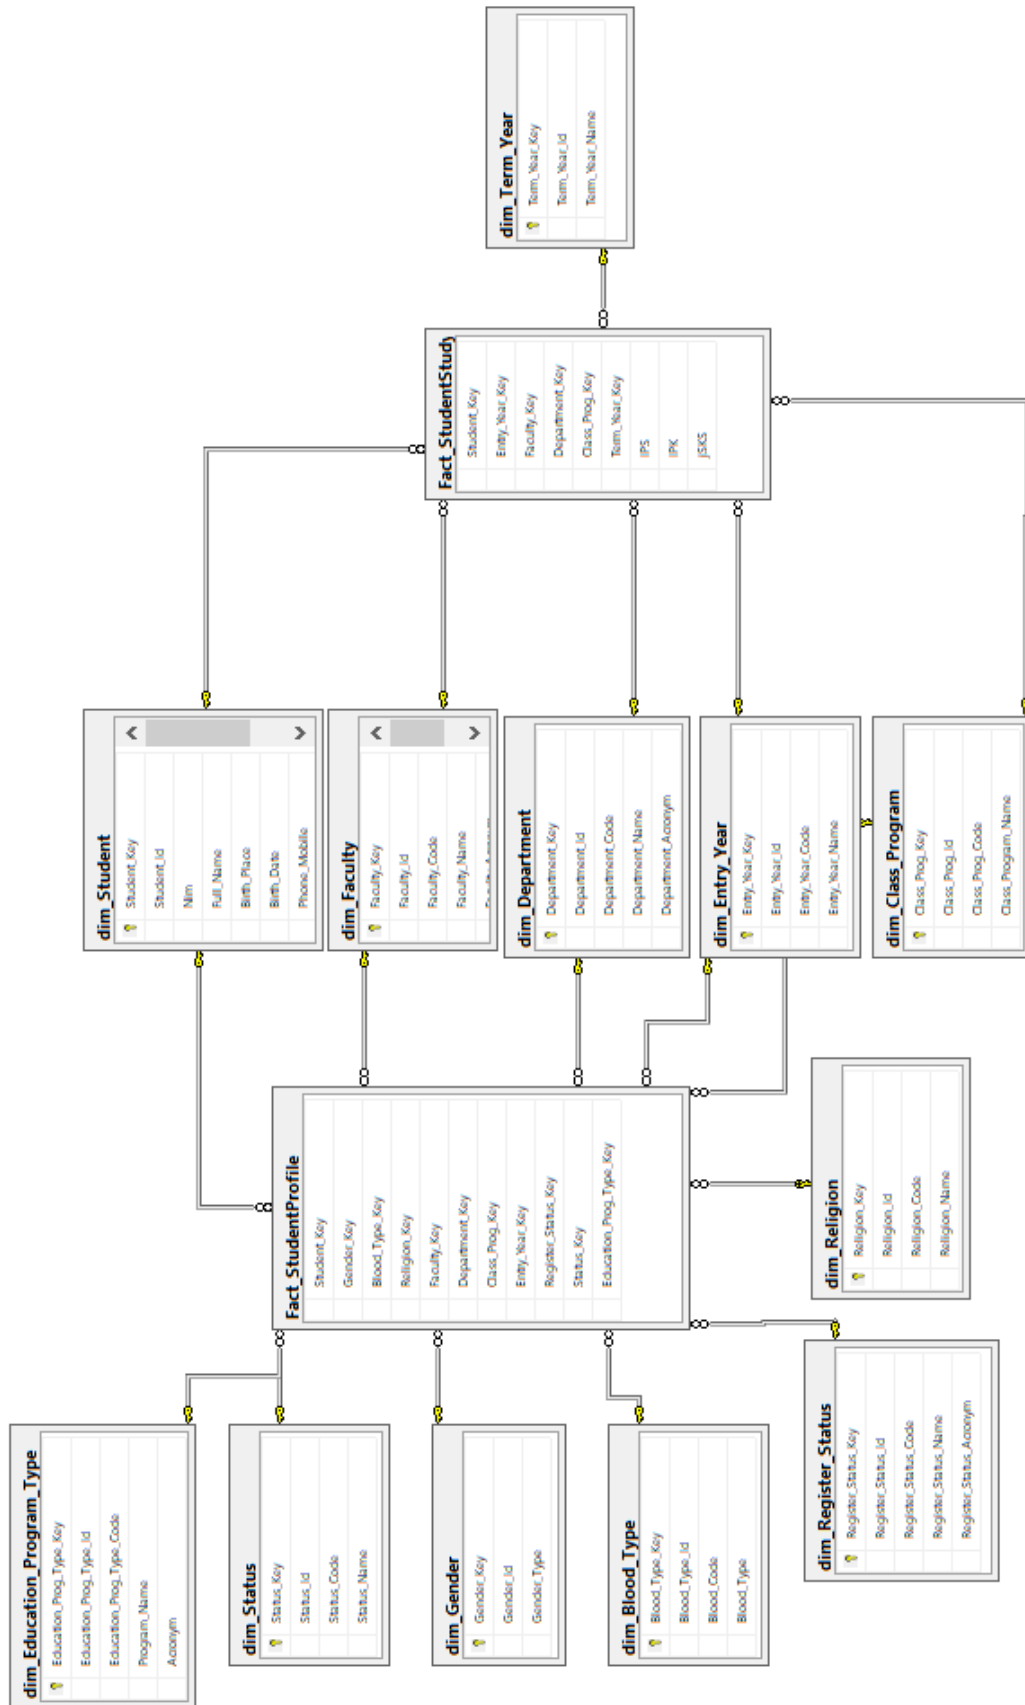 dim_Education_Program_Type
Education_Prog_Type_Key
Education_Prog_Type_Id
Education_Prog_Type_Code
Program_Name
Acronym
dim_Status
Status_Key
Status_Id
Status_Code
Status_Name
dim_Gender
Gender_Key
Gender_Id
Gender_Type
dim_Blood_Type
Blood_Type_Key
Blood_Type_Id
Blood_Code
Blood_Type
dim_Register_Status
Register_Status_Key
Register_Status_Id
Register_Status_Code
Register_Status_Name
Register_Status_Acronym
Fact_StudentProfile
Student_Key
Gender_Key
Blood_Type_Key
Religion_Key
Faculty_Key
Department_Key
Class_Prog_Key
Entry_Year_Key
Register_Status_Key
Status_Key
Education_Prog_Type_Key
dim_Religion
Religion_Key
Religion_Id
Religion_Code
Religion_Name
dim_Student
Student_Key
Student_Id
Nim
Full_Name
Birth_Place
Birth_Date
Phone_Mobile
dim_Faculty
Faculty_Key
Faculty_Id
Faculty_Code
Faculty_Name
dim_Department
Department_Key
Department_Id
Department_Code
Department_Name
Department_Acronym
dim_Entry_Year
Entry_Year_Key
Entry_Year_Id
Entry_Year_Code
Entry_Year_Name
dim_Class_Program
Class_Prog_Key
Class_Prog_Id
Class_Prog_Code
Class_Program_Name
Fact_StudentStudy
Student_Key
Entry_Year_Key
Faculty_Key
Department_Key
Class_Prog_Key
Term_Year_Key
IPS
IPK
JSKS
dim_Term_Year
Term_Year_Key
Term_Year_Id
Term_Year_Name